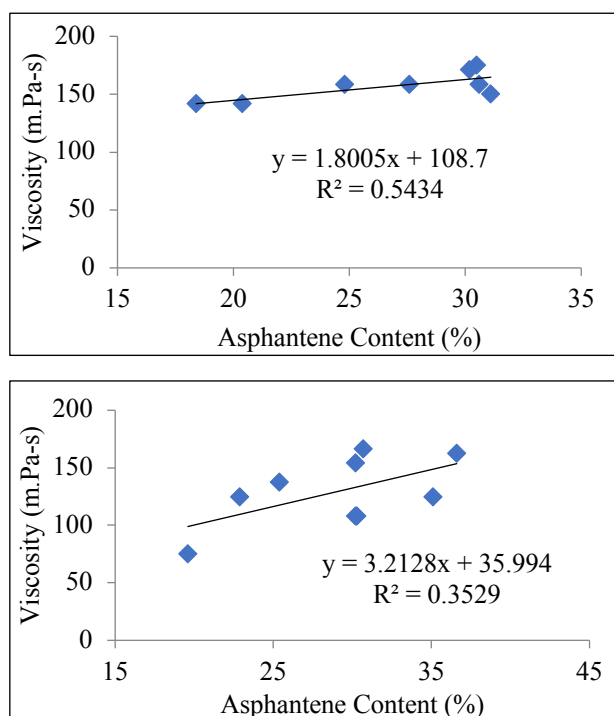 200
150
100
50
0
Viscosity (m.Pa-s)
y = 1.8005x + 108.7
R² = 0.5434
15 20 25 30 35
Asphantene Content (%)
200
150
100
50
0
Viscosity (m.Pa-s)
y = 3.2128x + 35.994
R² = 0.3529
15 25 35 45
Asphantene Content (%)